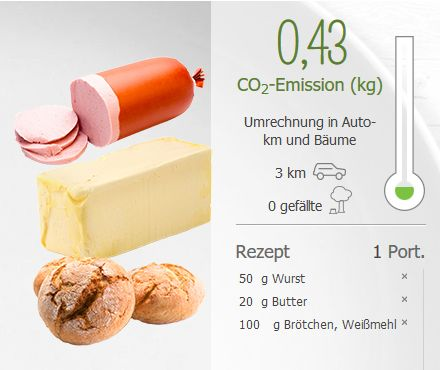 0,43
CO₂-Emission (kg)
Umrechnung in Auto-
km und Bäume
3 km
0 gefällte
Rezept 1 Port.
50 g Wurst ×
20 g Butter ×
100 g Brötchen, Weißmehl ×